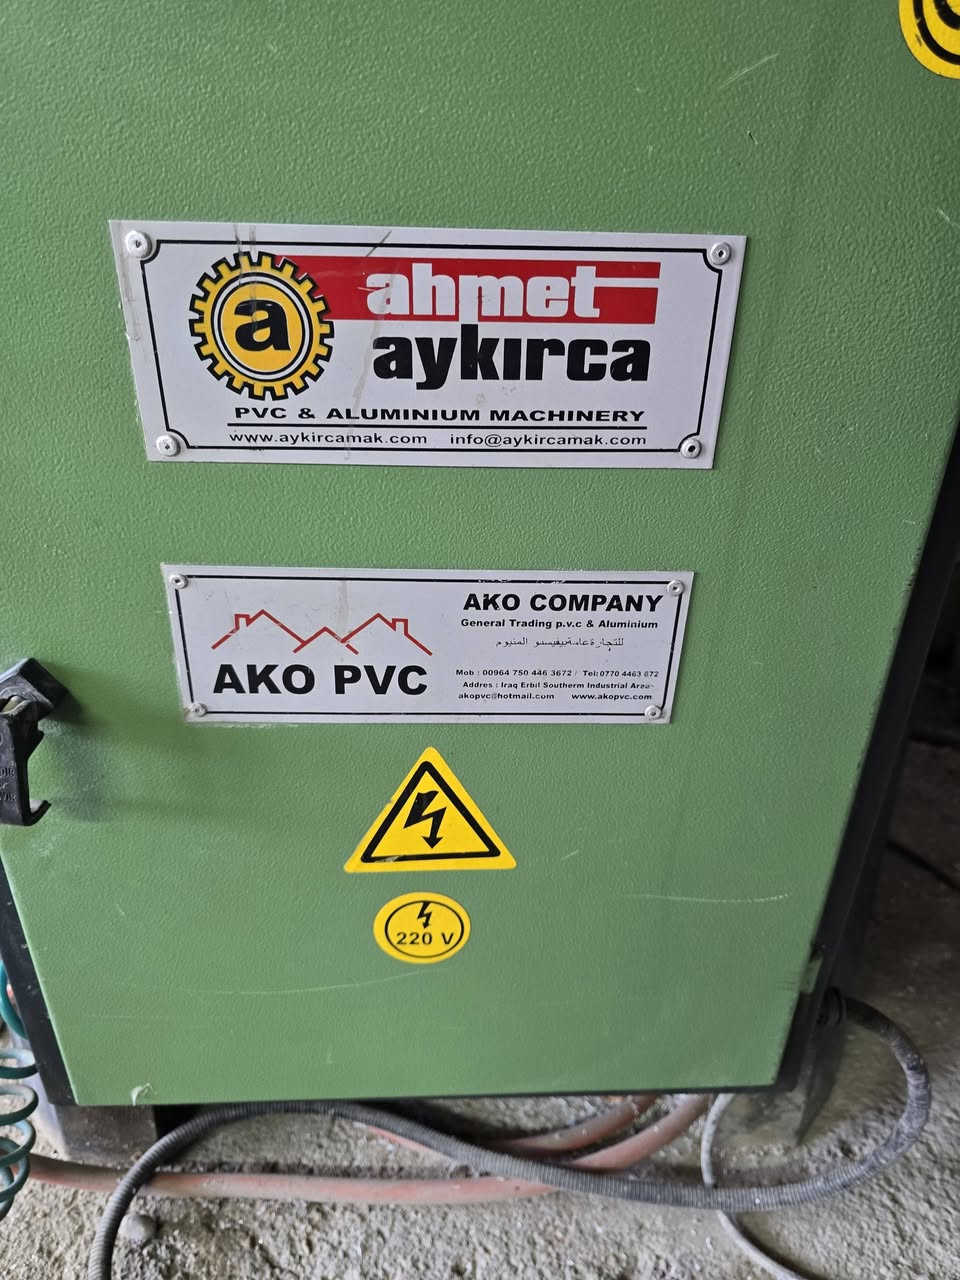 a
ahmet
aykırca
PVC & ALUMINIUM MACHINERY
www.aykircamak.com info@aykircamak.com
AKO COMPANY
General Trading p.v.c & Aluminium
AKO PVC
Mob : 00964 750 446 3672 / Tel: 0770 4463 672
Addres : Iraq Erbil Southerm Industrial Area
akopvc@hotmail.com www.akopvc.com
220 V